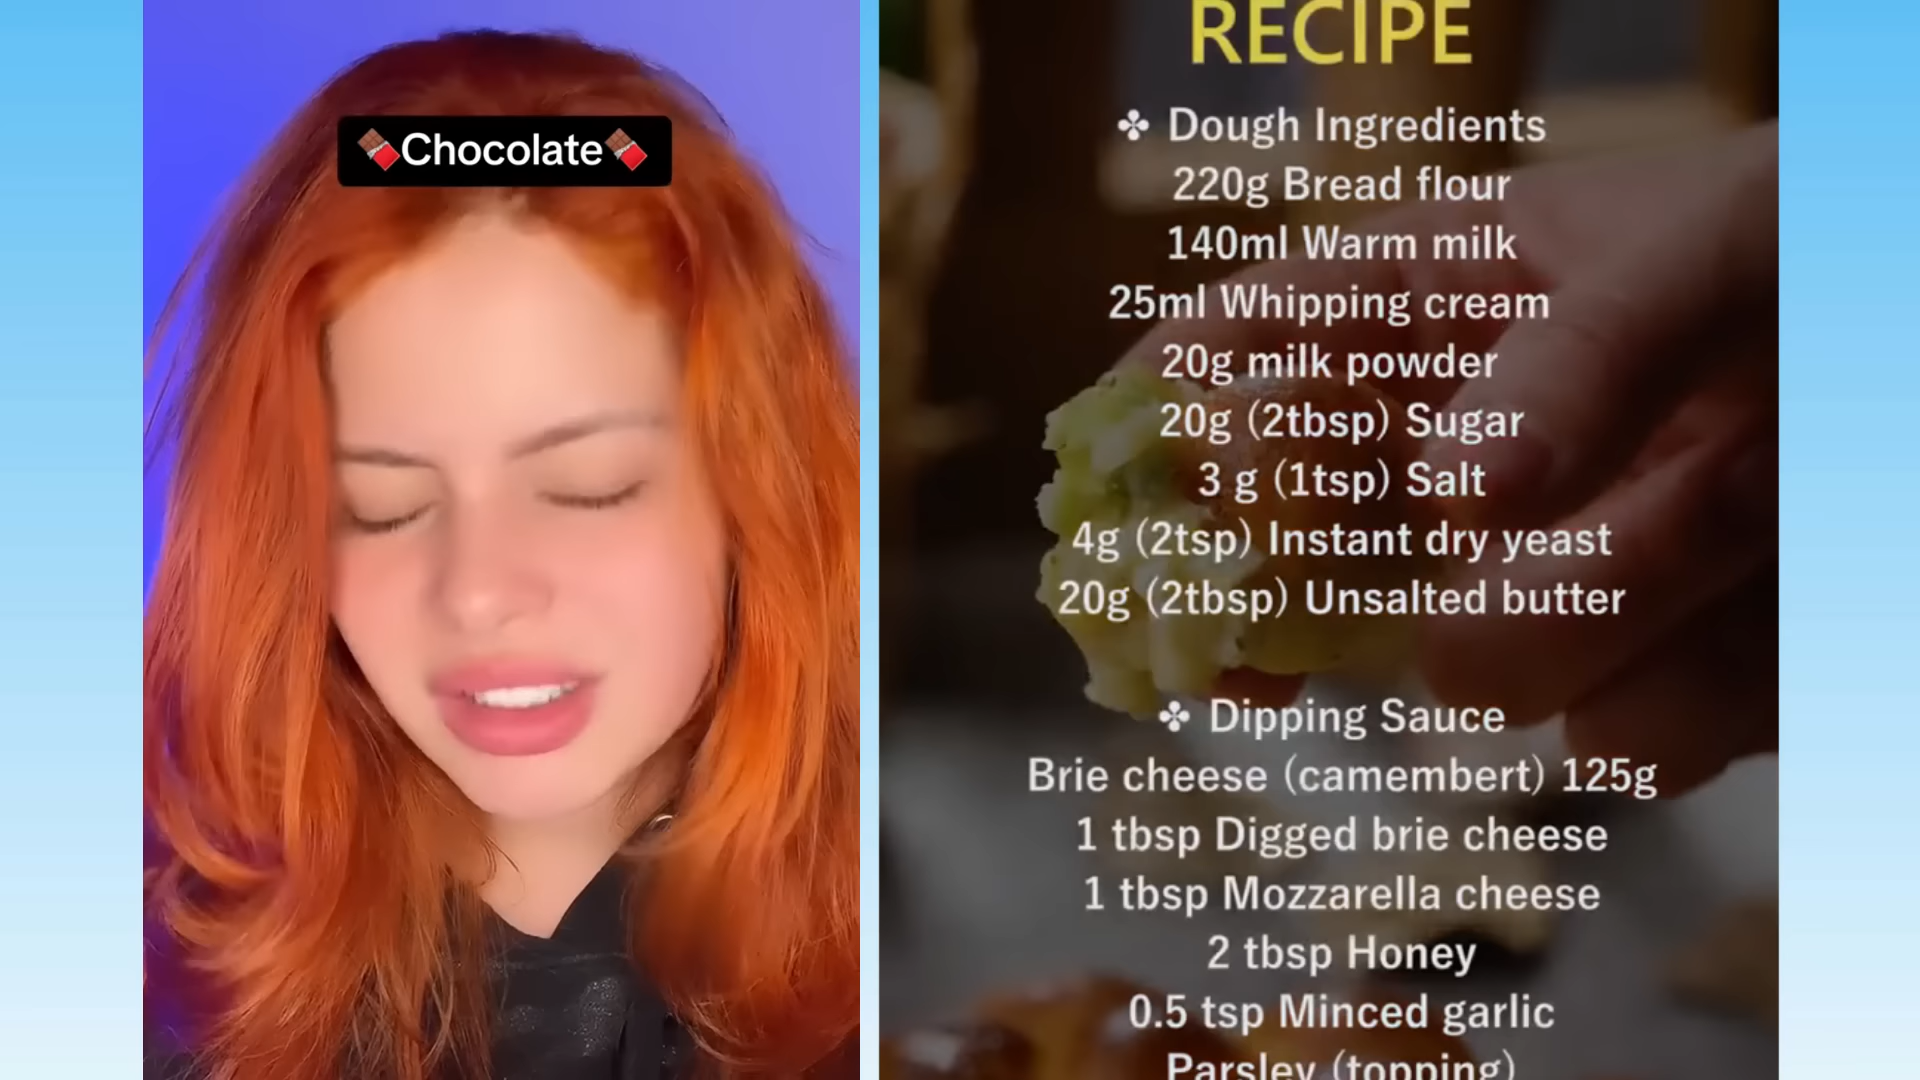 🍫Chocolate🍫
RECIPE
✤ Dough Ingredients
220g Bread flour
140ml Warm milk
25ml Whipping cream
20g milk powder
20g (2tbsp) Sugar
3 g (1tsp) Salt
4g (2tsp) Instant dry yeast
20g (2tbsp) Unsalted butter
✤ Dipping Sauce
Brie cheese (camembert) 125g
1 tbsp Digged brie cheese
1 tbsp Mozzarella cheese
2 tbsp Honey
0.5 tsp Minced garlic
Parsley (topping)